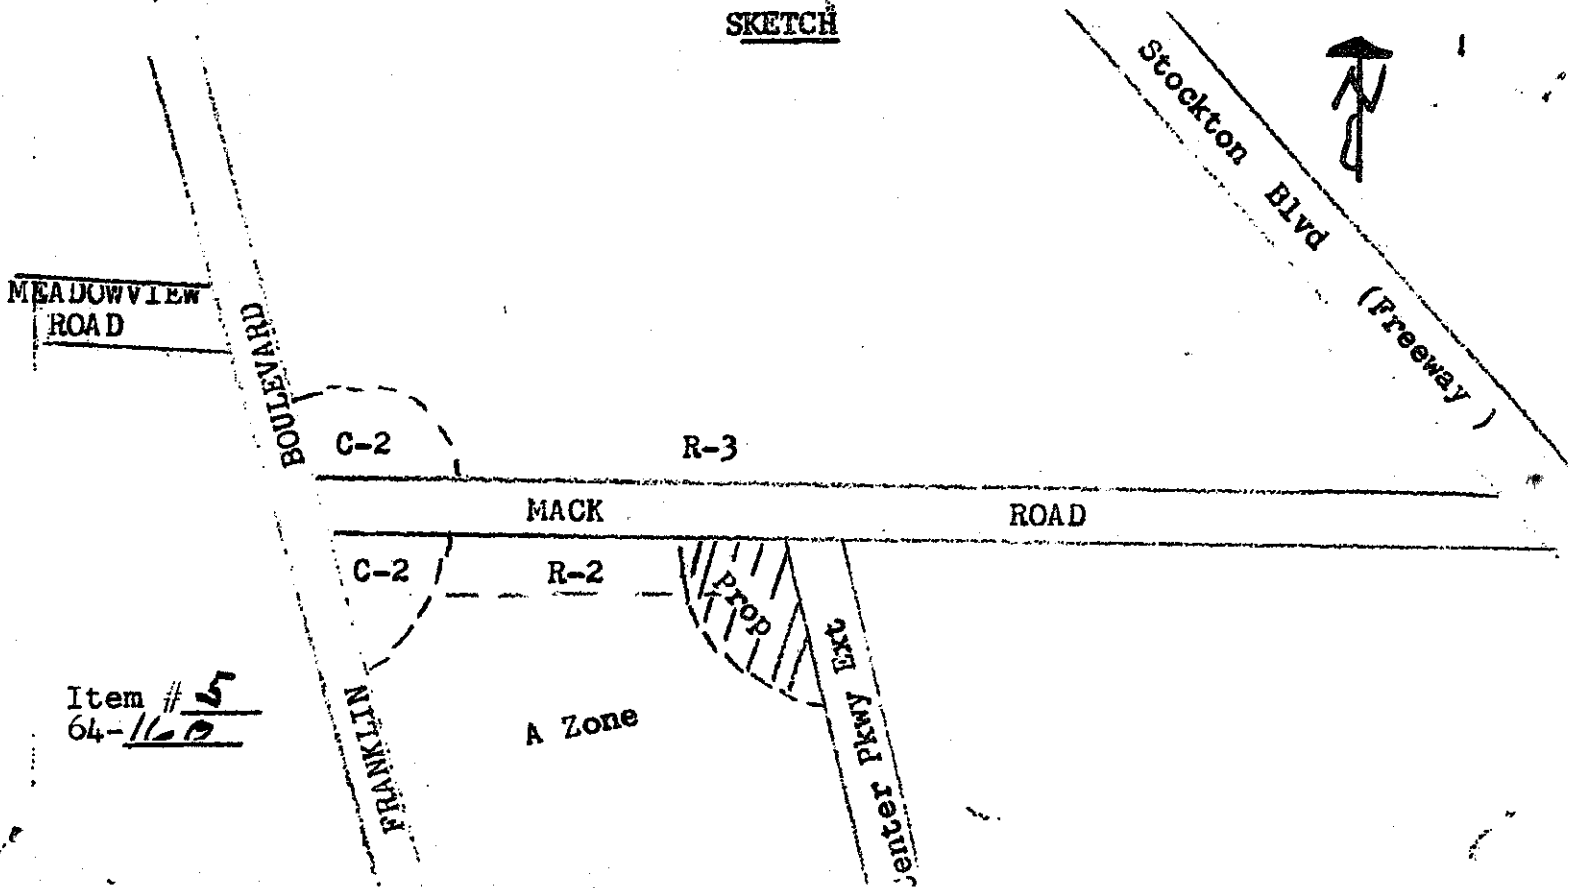 SKETCH
N
Stockton Blvd (Freeway)
MEADOWVIEW
ROAD
BOULEVARD
C-2
R-3
MACK ROAD
C-2
R-2
Prop
Center Pkwy Ext
FRANKLIN
A Zone
Item # 5
64-